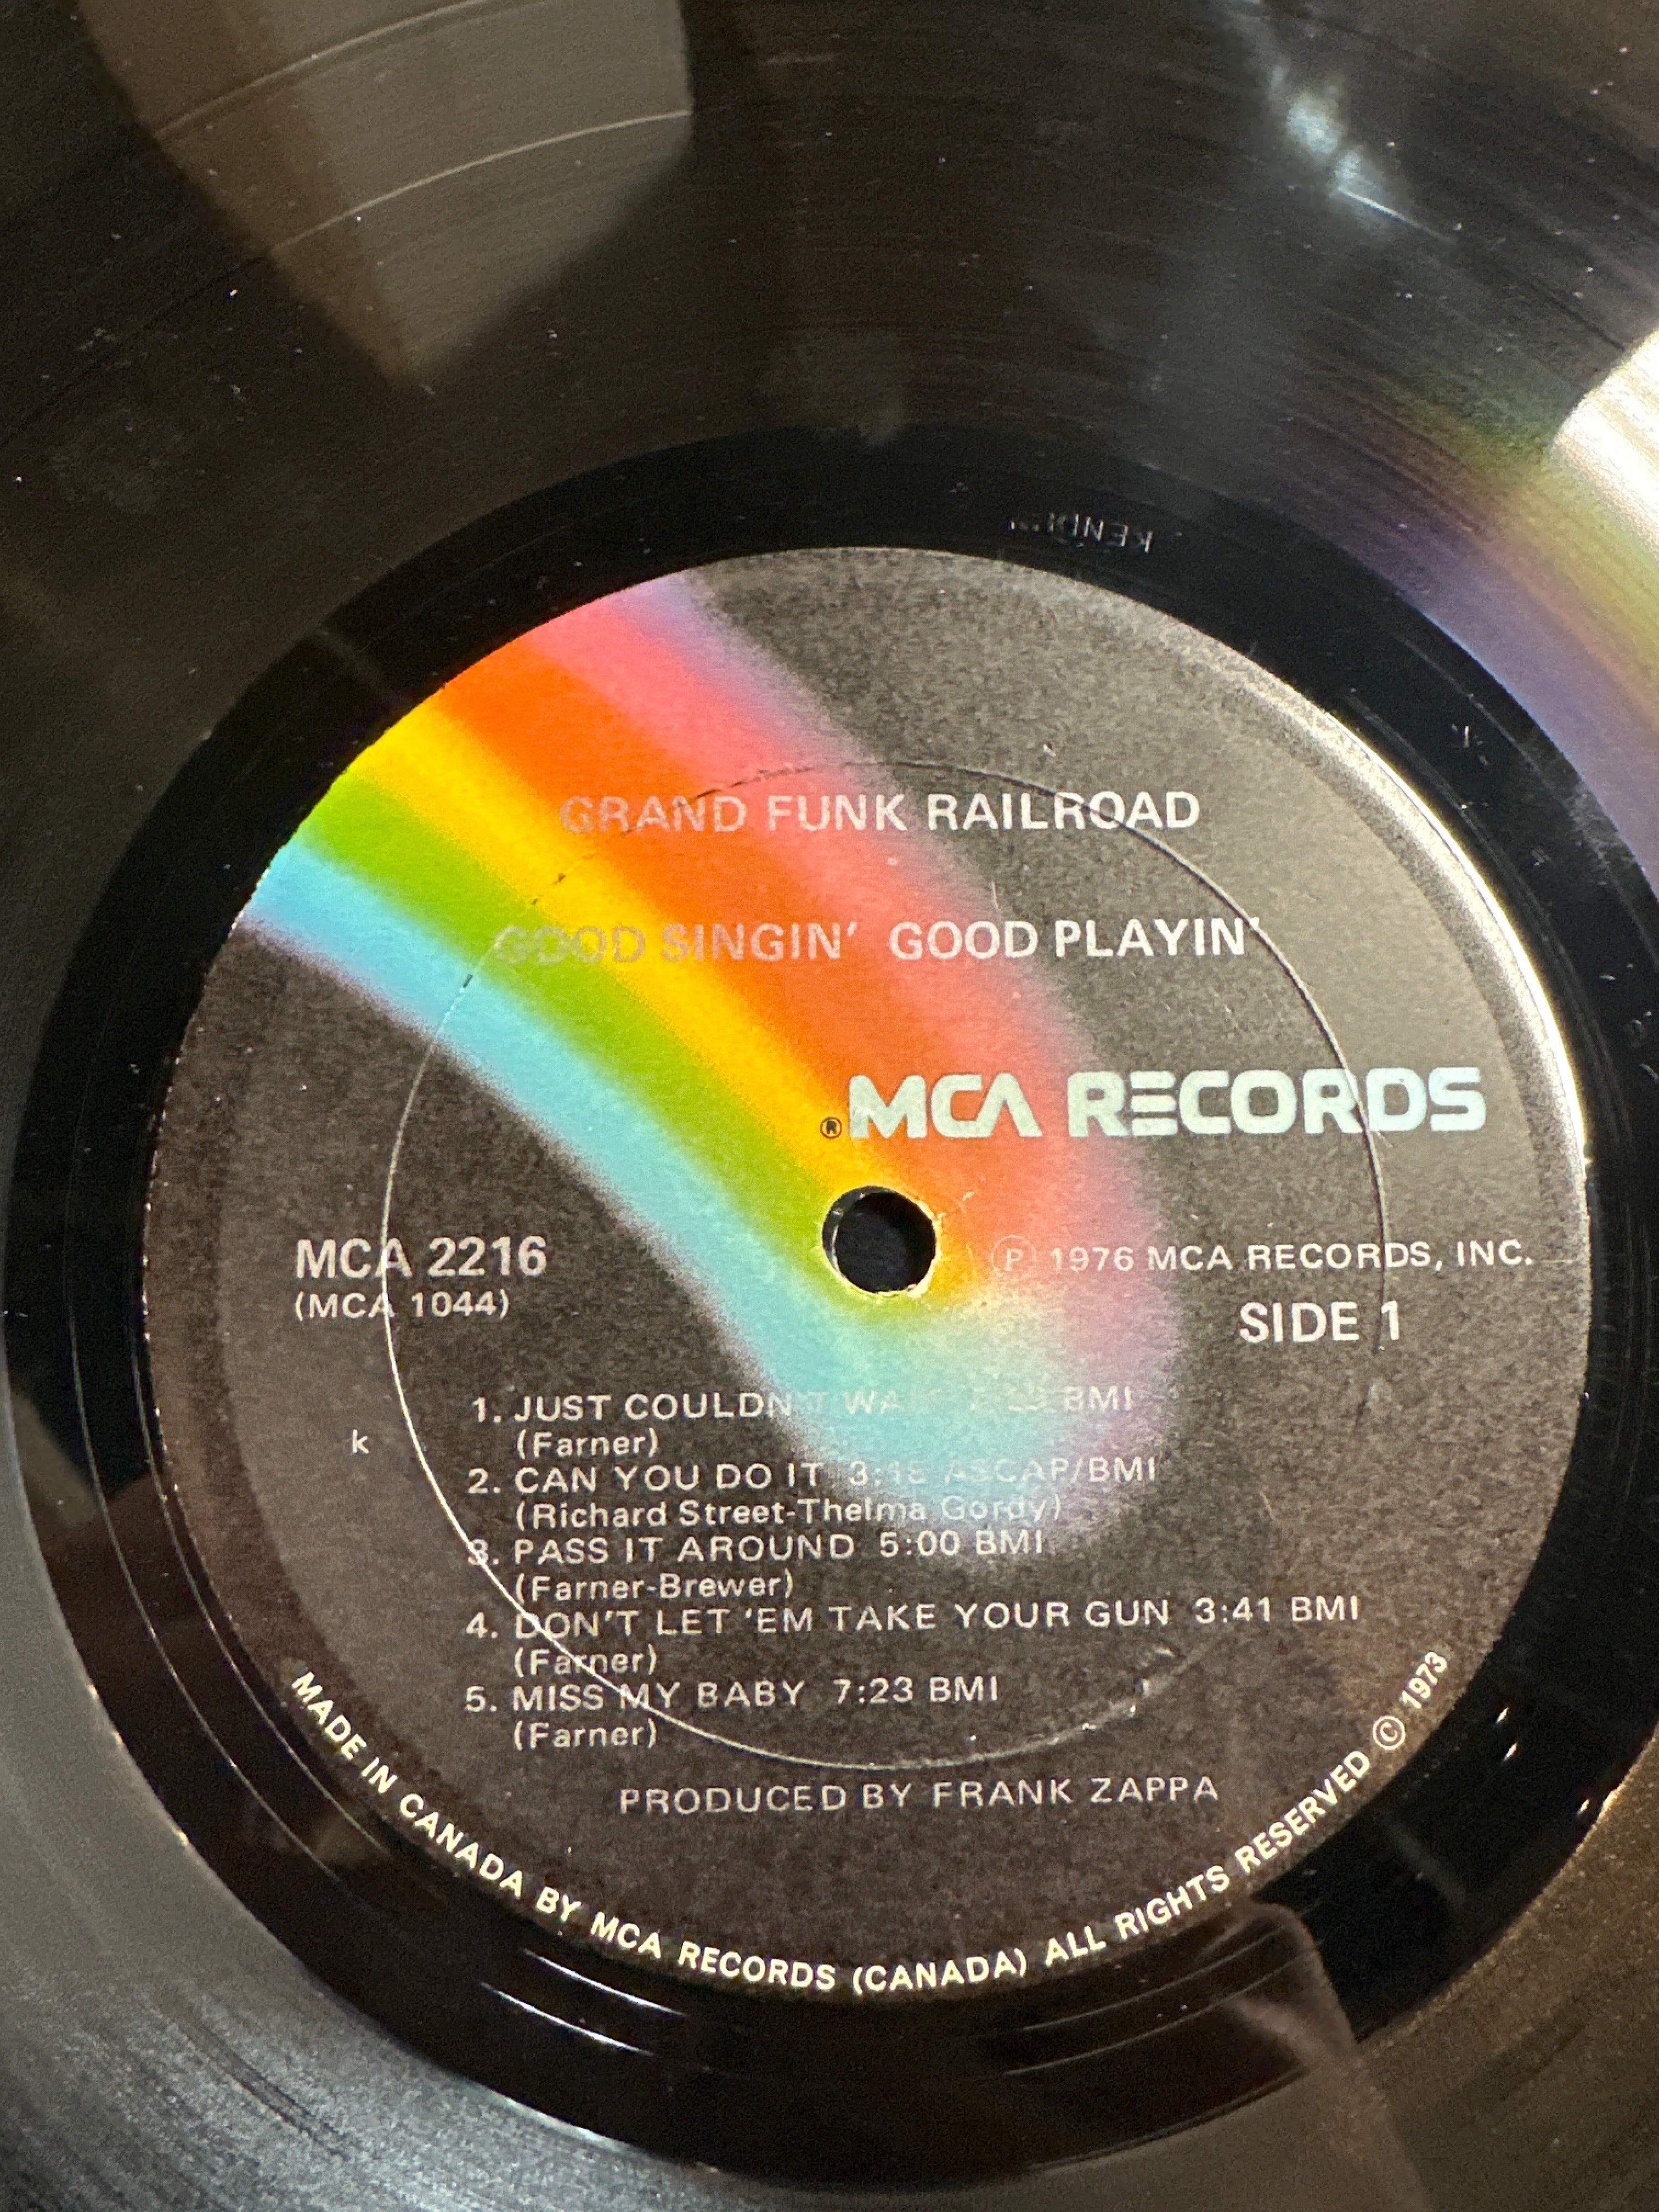 GRAND FUNK RAILROAD
GOOD SINGIN' GOOD PLAYIN'
® MCA RECORDS
MCA 2216
(MCA 1044)
Ⓟ 1976 MCA RECORDS, INC.
SIDE 1
k
1. JUST COULDN'T WA BMI
(Farner)
2. CAN YOU DO IT 3:18 ASCAP/BMI
(Richard Street-Thelma Gordy)
3. PASS IT AROUND 5:00 BMI
(Farner-Brewer)
4. DON'T LET 'EM TAKE YOUR GUN 3:41 BMI
(Farner)
5. MISS MY BABY 7:23 BMI
(Farner)
PRODUCED BY FRANK ZAPPA
MADE IN CANADA BY MCA RECORDS (CANADA) ALL RIGHTS RESERVED © 1973